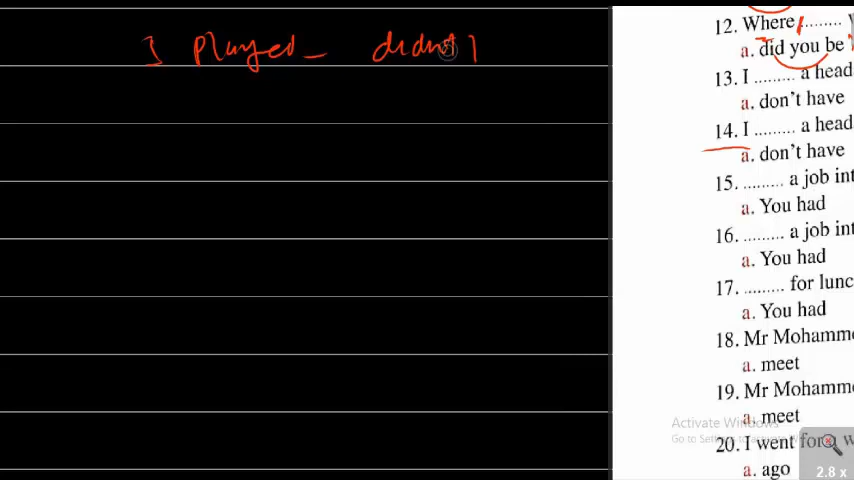 I played _ didnt I
12. Where ......... 
a. did you be
13. I ......... a head
a. don't have
14. I ......... a head
a. don't have
15. ......... a job int
a. You had
16. ......... a job int
a. You had
17. ......... for lunc
a. You had
18. Mr Mohamm
a. meet
19. Mr Mohamme
a. meet
Activate Windows
20. I went for
a. ago
2.8 x